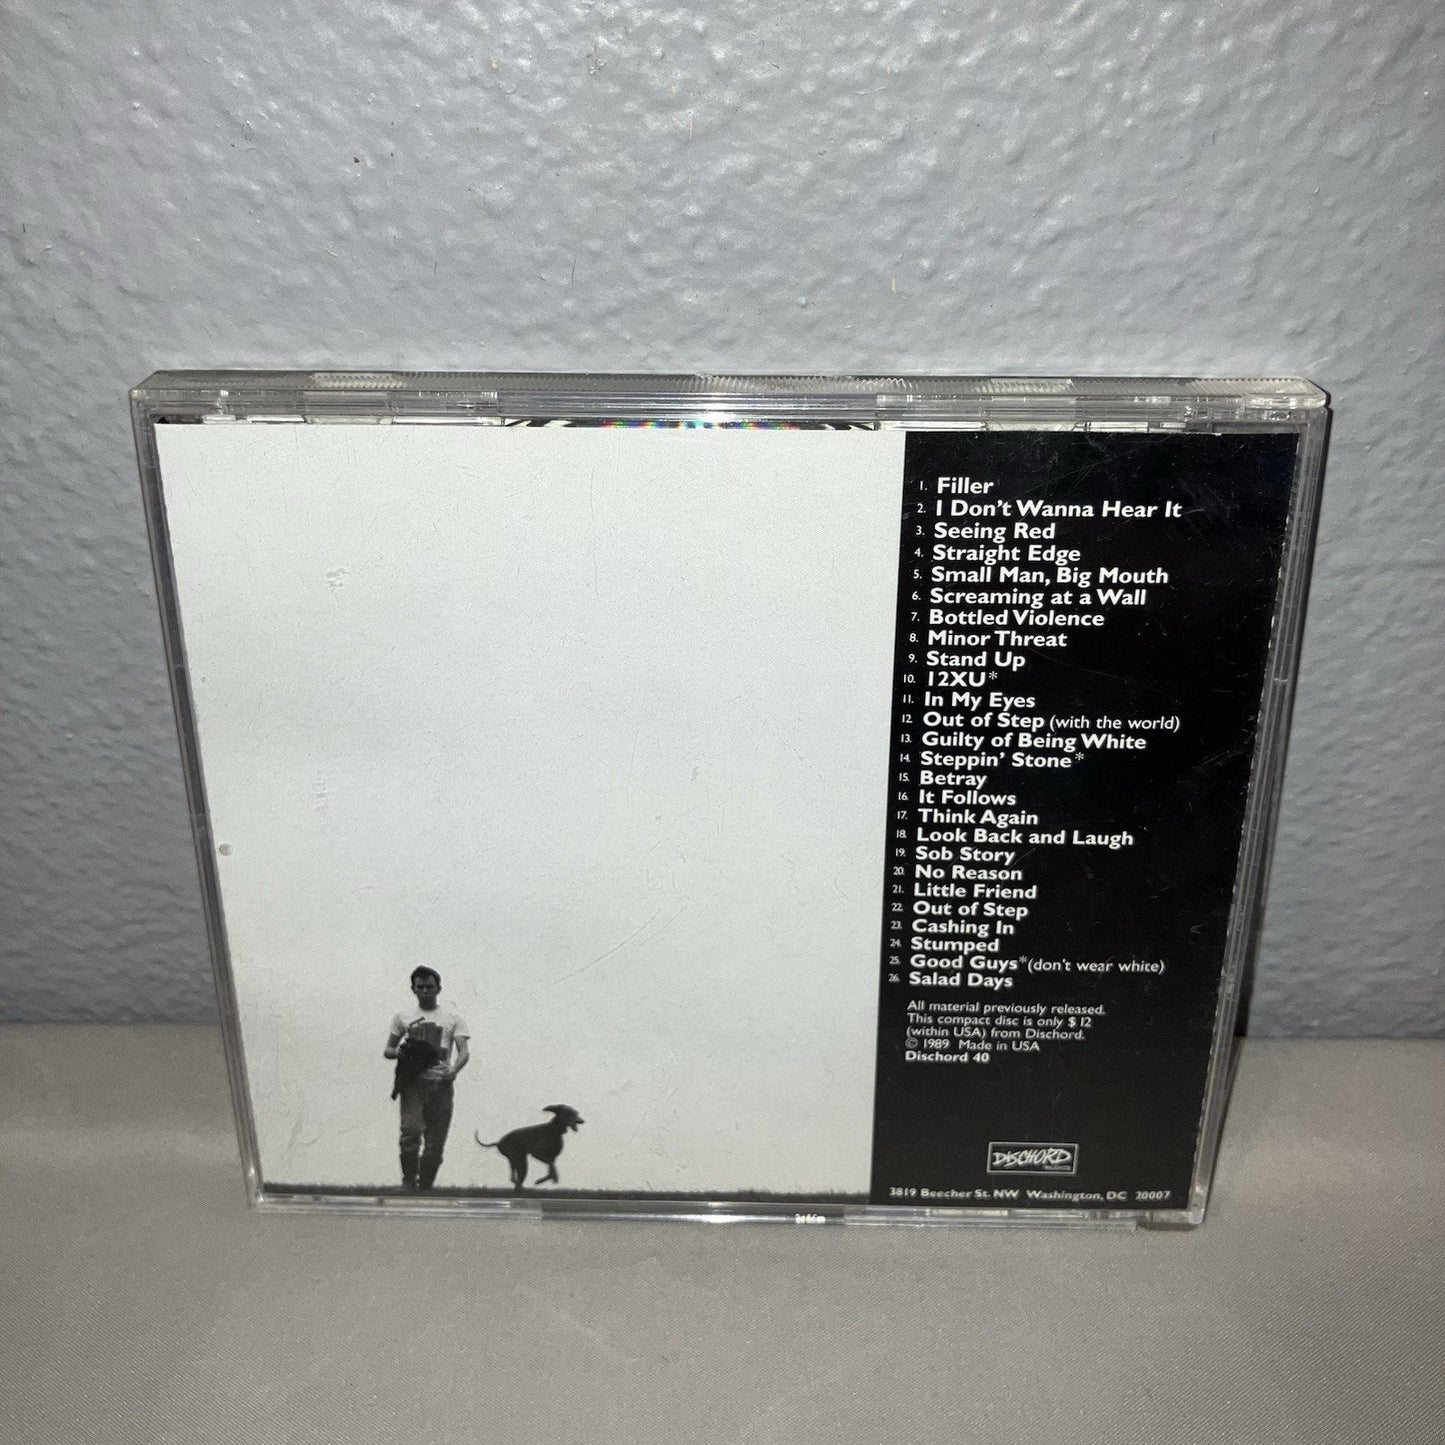 1. Filler
2. I Don't Wanna Hear It
3. Seeing Red
4. Straight Edge
5. Small Man, Big Mouth
6. Screaming at a Wall
7. Bottled Violence
8. Minor Threat
9. Stand Up
10. 12XU*
11. In My Eyes
12. Out of Step (with the world)
13. Guilty of Being White
14. Steppin' Stone*
15. Betray
16. It Follows
17. Think Again
18. Look Back and Laugh
19. Sob Story
20. No Reason
21. Little Friend
22. Out of Step
23. Cashing In
24. Stumped
25. Good Guys*(don't wear white)
26. Salad Days
All material previously released.
This compact disc is only $ 12
(within USA) from Dischord.
© 1989 Made in USA
Dischord 40
DISCHORD
RECORDS
3819 Beecher St. NW Washington, DC 20007